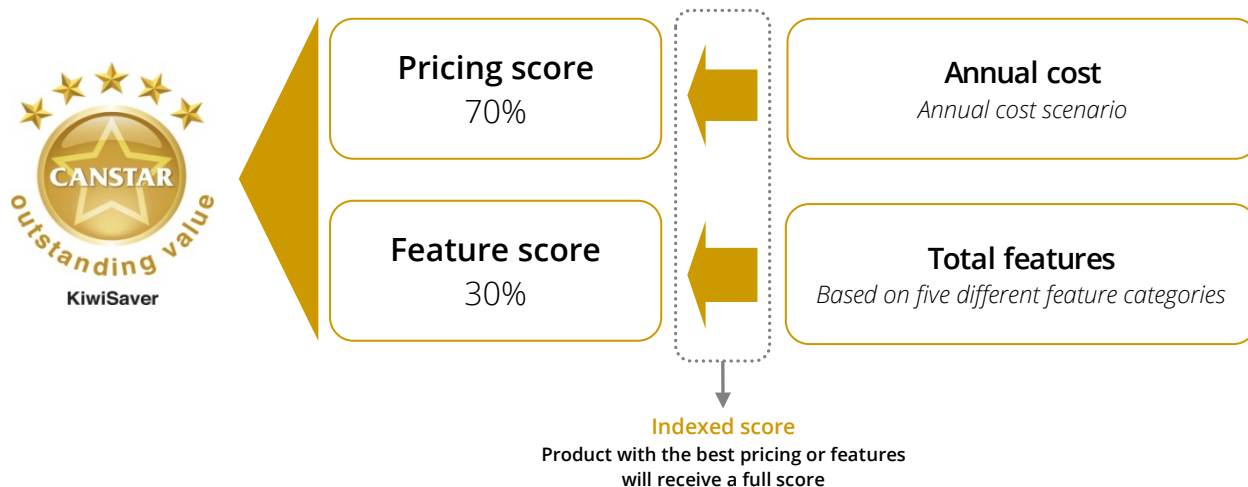 CANSTAR
outstanding value
KiwiSaver
Pricing score
70%
Annual cost
Annual cost scenario
Feature score
30%
Total features
Based on five different feature categories
Indexed score
Product with the best pricing or features
will receive a full score